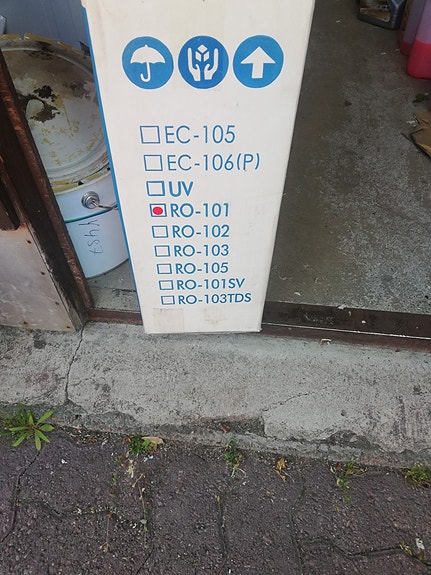 EC-105
EC-106(P)
UV
RO-101
RO-102
RO-103
RO-105
RO-101SV
RO-103TDS